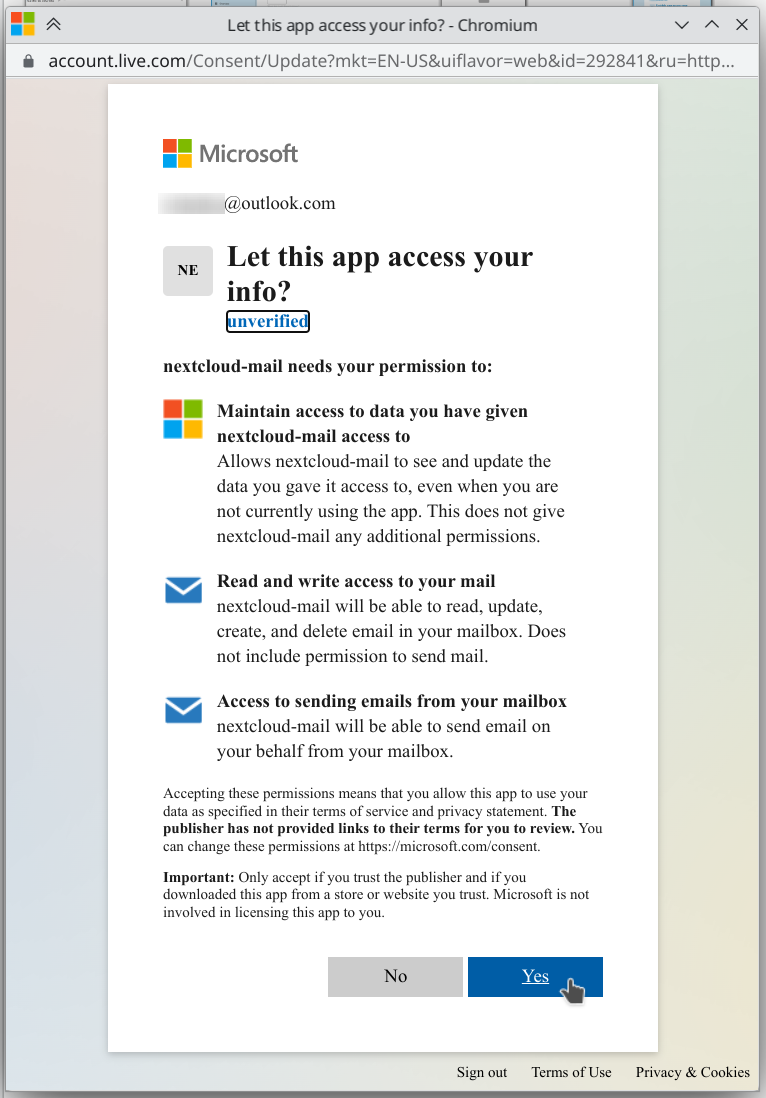 Let this app access your info? - Chromium
account.live.com/Consent/Update?mkt=EN-US&uiflavor=web&id=292841&ru=http...
Microsoft
@outlook.com
NE
Let this app access your
info?
unverified
nextcloud-mail needs your permission to:
Maintain access to data you have given
nextcloud-mail access to
Allows nextcloud-mail to see and update the
data you gave it access to, even when you are
not currently using the app. This does not give
nextcloud-mail any additional permissions.
Read and write access to your mail
nextcloud-mail will be able to read, update,
create, and delete email in your mailbox. Does
not include permission to send mail.
Access to sending emails from your mailbox
nextcloud-mail will be able to send email on
your behalf from your mailbox.
Accepting these permissions means that you allow this app to use your
data as specified in their terms of service and privacy statement. The
publisher has not provided links to their terms for you to review. You
can change these permissions at https://microsoft.com/consent.
Important: Only accept if you trust the publisher and if you
downloaded this app from a store or website you trust. Microsoft is not
involved in licensing this app to you.
No
Yes
Sign out
Terms of Use
Privacy & Cookies